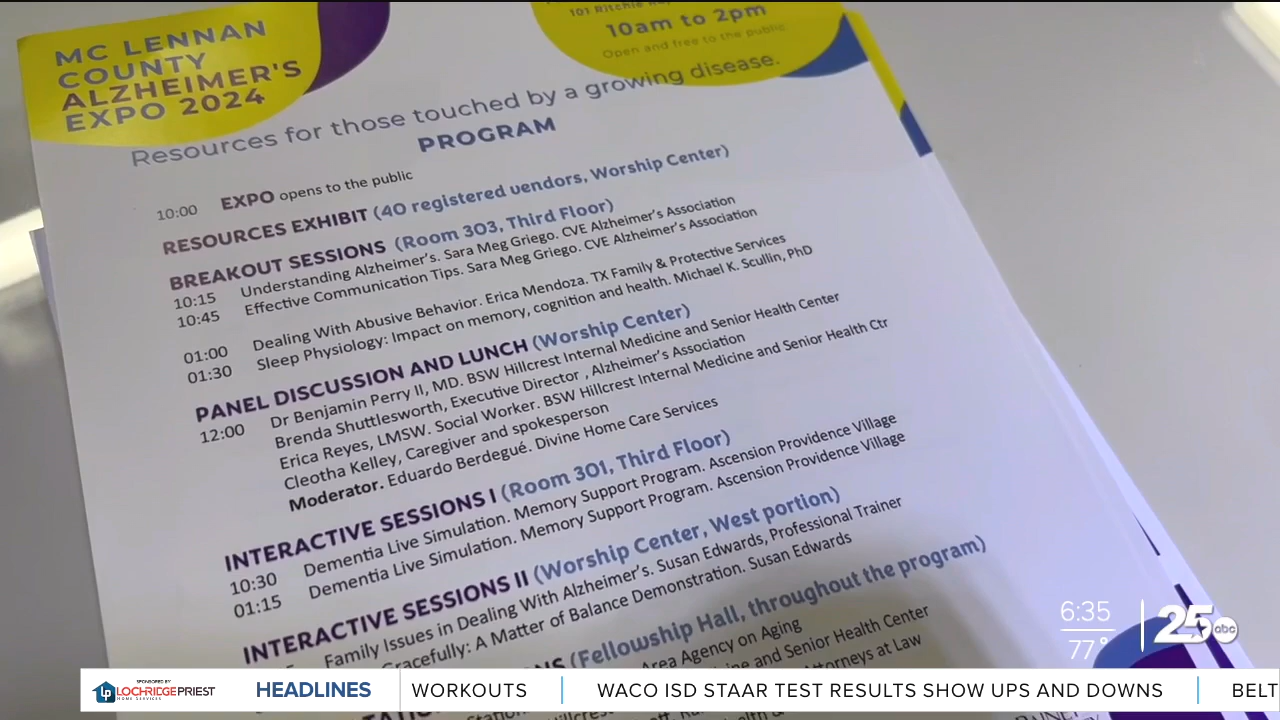 MC LENNAN
COUNTY
ALZHEIMER'S
EXPO 2024
101 Ritchie
10am to 2pm
Open and free to the public
Resources for those touched by a growing disease.
PROGRAM
10:00 EXPO opens to the public
RESOURCES EXHIBIT (40 registered vendors, Worship Center)
BREAKOUT SESSIONS (Room 303, Third Floor)
10:15 Understanding Alzheimer's. Sara Meg Griego. CVE Alzheimer's Association
10:45 Effective Communication Tips. Sara Meg Griego. CVE Alzheimer's Association
01:00 Dealing With Abusive Behavior. Erica Mendoza. TX Family & Protective Services
01:30 Sleep Physiology: Impact on memory, cognition and health. Michael K. Scullin, PhD
PANEL DISCUSSION AND LUNCH (Worship Center)
12:00 Dr Benjamin Perry II, MD. BSW Hillcrest Internal Medicine and Senior Health Center
Brenda Shuttlesworth, Executive Director , Alzheimer's Association
Erica Reyes, LMSW. Social Worker. BSW Hillcrest Internal Medicine and Senior Health Ctr
Cleotha Kelley, Caregiver and spokesperson
Moderator. Eduardo Berdegué. Divine Home Care Services
INTERACTIVE SESSIONS I (Room 301, Third Floor)
10:30 Dementia Live Simulation. Memory Support Program. Ascension Providence Village
01:15 Dementia Live Simulation. Memory Support Program. Ascension Providence Village
INTERACTIVE SESSIONS II (Worship Center, West portion)
Family Issues in Dealing With Alzheimer's. Susan Edwards, Professional Trainer
Gracefully: A Matter of Balance Demonstration. Susan Edwards
(Fellowship Hall, throughout the program)
Area Agency on Aging
and Senior Health Center
Attorneys at Law
6:35
77°
25 abc
SPONSORED BY
LP LOCHRIDGE PRIEST
HOME SERVICES
HEADLINES
WORKOUTS | WACO ISD STAAR TEST RESULTS SHOW UPS AND DOWNS | BELT